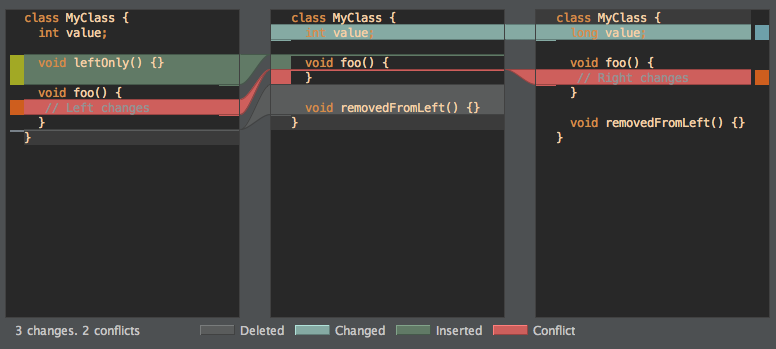 class MyClass {
int value;
void leftOnly() {}
void foo() {
// Left changes
}
}
class MyClass {
int value;
void foo() {
}
void removedFromLeft() {}
}
class MyClass {
long value;
void foo() {
// Right changes
}
void removedFromLeft() {}
}
3 changes. 2 conflicts
Deleted
Changed
Inserted
Conflict